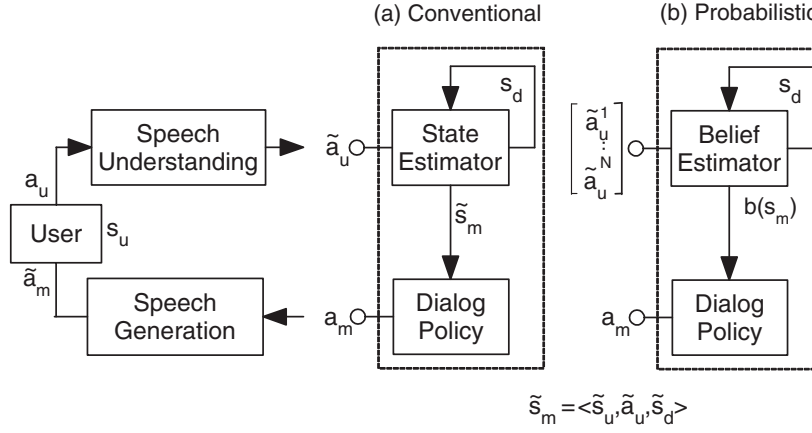 (a) Conventional
(b) Probabilistic
s_d
s_d
Speech
Understanding
ã_u
State
Estimator
[ã_u^1
⋮
ã_u^N]
Belief
Estimator
a_u
User
s_u
s̃_m
b(s_m)
ã_m
Speech
Generation
a_m
Dialog
Policy
a_m
Dialog
Policy
s̃_m = <s̃_u,ã_u,s̃_d>